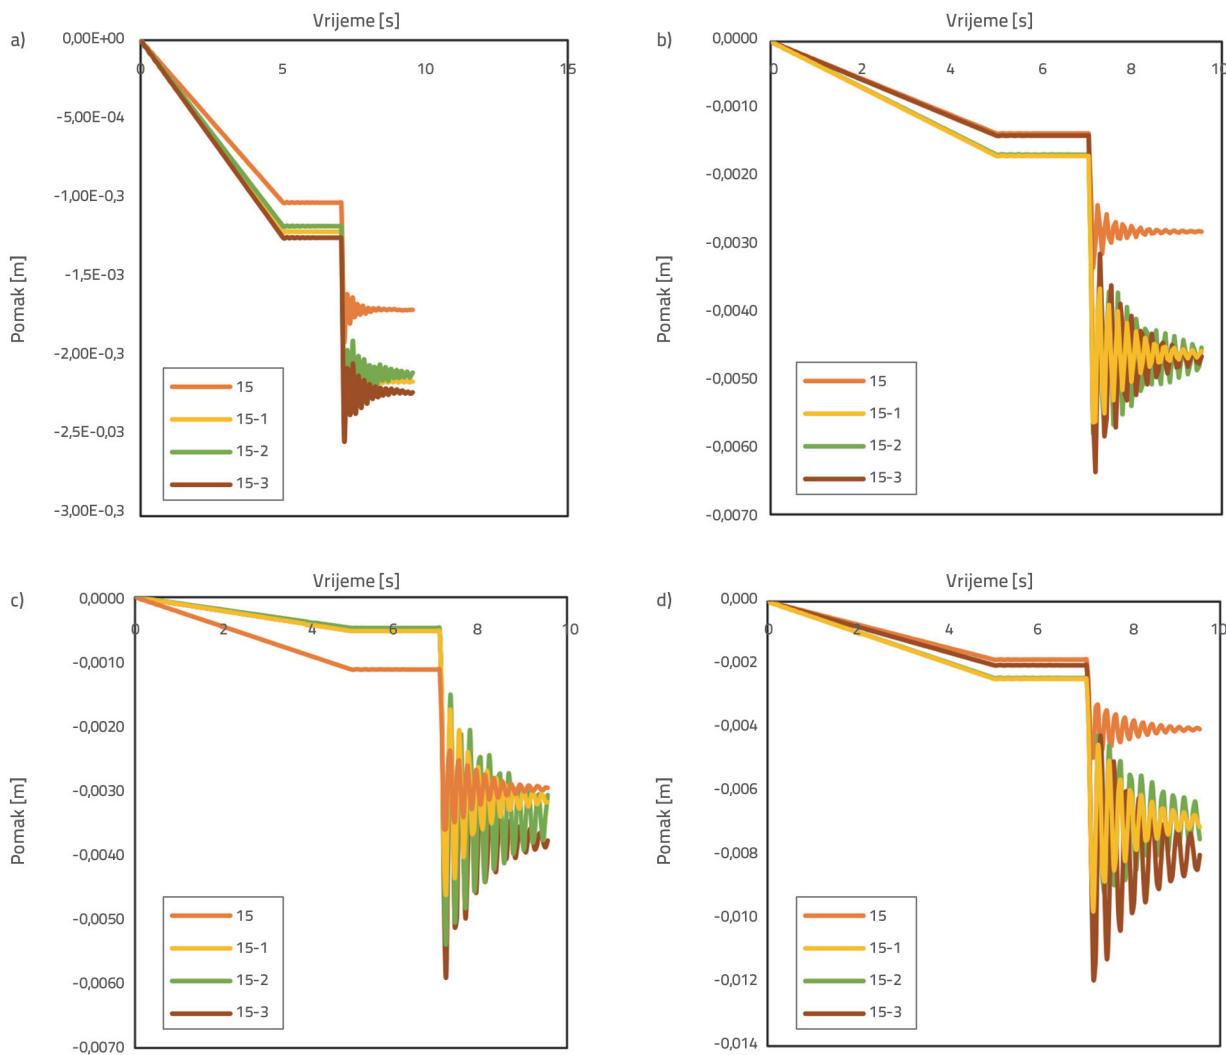 a)
Vrijeme [s]
0,00E+00
0 5 10 15
-5,00E-04
-1,00E-0,3
-1,5E-03
-2,00E-0,3
-2,5E-0,03
-3,00E-0,3
Pomak [m]
15
15-1
15-2
15-3
b)
Vrijeme [s]
0,0000
0 2 4 6 8 10
-0,0010
-0,0020
-0,0030
-0,0040
-0,0050
-0,0060
-0,0070
Pomak [m]
15
15-1
15-2
15-3
c)
Vrijeme [s]
0,0000
0 2 4 6 8 10
-0,0010
-0,0020
-0,0030
-0,0040
-0,0050
-0,0060
-0,0070
Pomak [m]
15
15-1
15-2
15-3
d)
Vrijeme [s]
0,000
0 2 4 6 8 10
-0,002
-0,004
-0,006
-0,008
-0,010
-0,012
-0,014
Pomak [m]
15
15-1
15-2
15-3